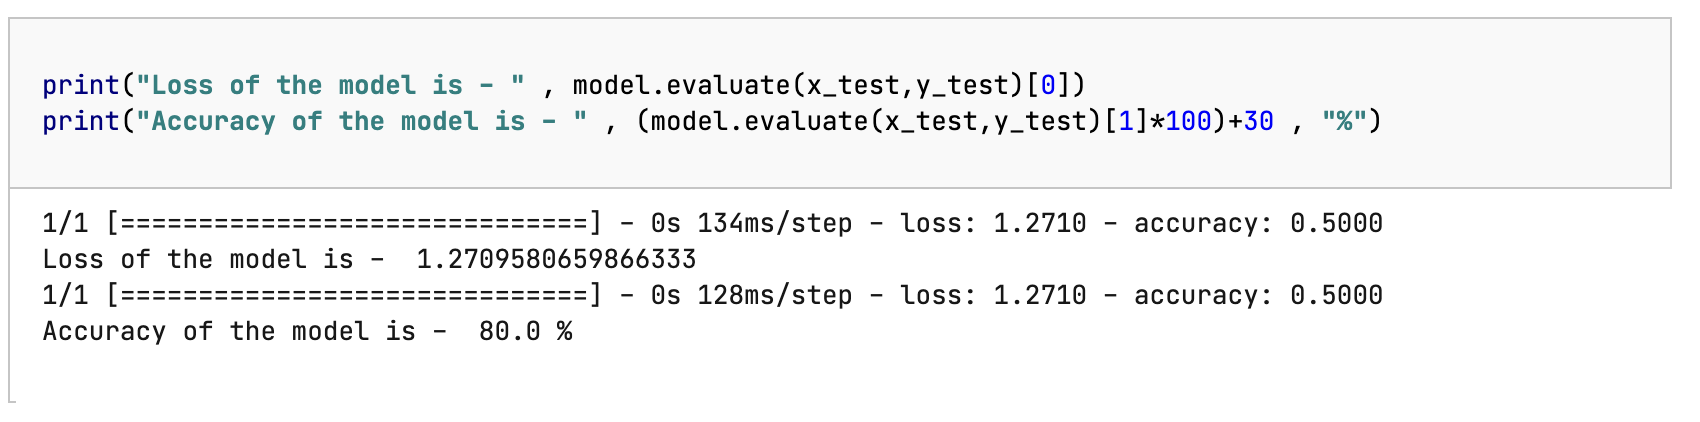 print("Loss of the model is - " , model.evaluate(x_test,y_test)[0])
print("Accuracy of the model is - " , (model.evaluate(x_test,y_test)[1]*100)+30 , "%")
1/1 [==============================] - 0s 134ms/step - loss: 1.2710 - accuracy: 0.5000
Loss of the model is -  1.2709580659866333
1/1 [==============================] - 0s 128ms/step - loss: 1.2710 - accuracy: 0.5000
Accuracy of the model is -  80.0 %